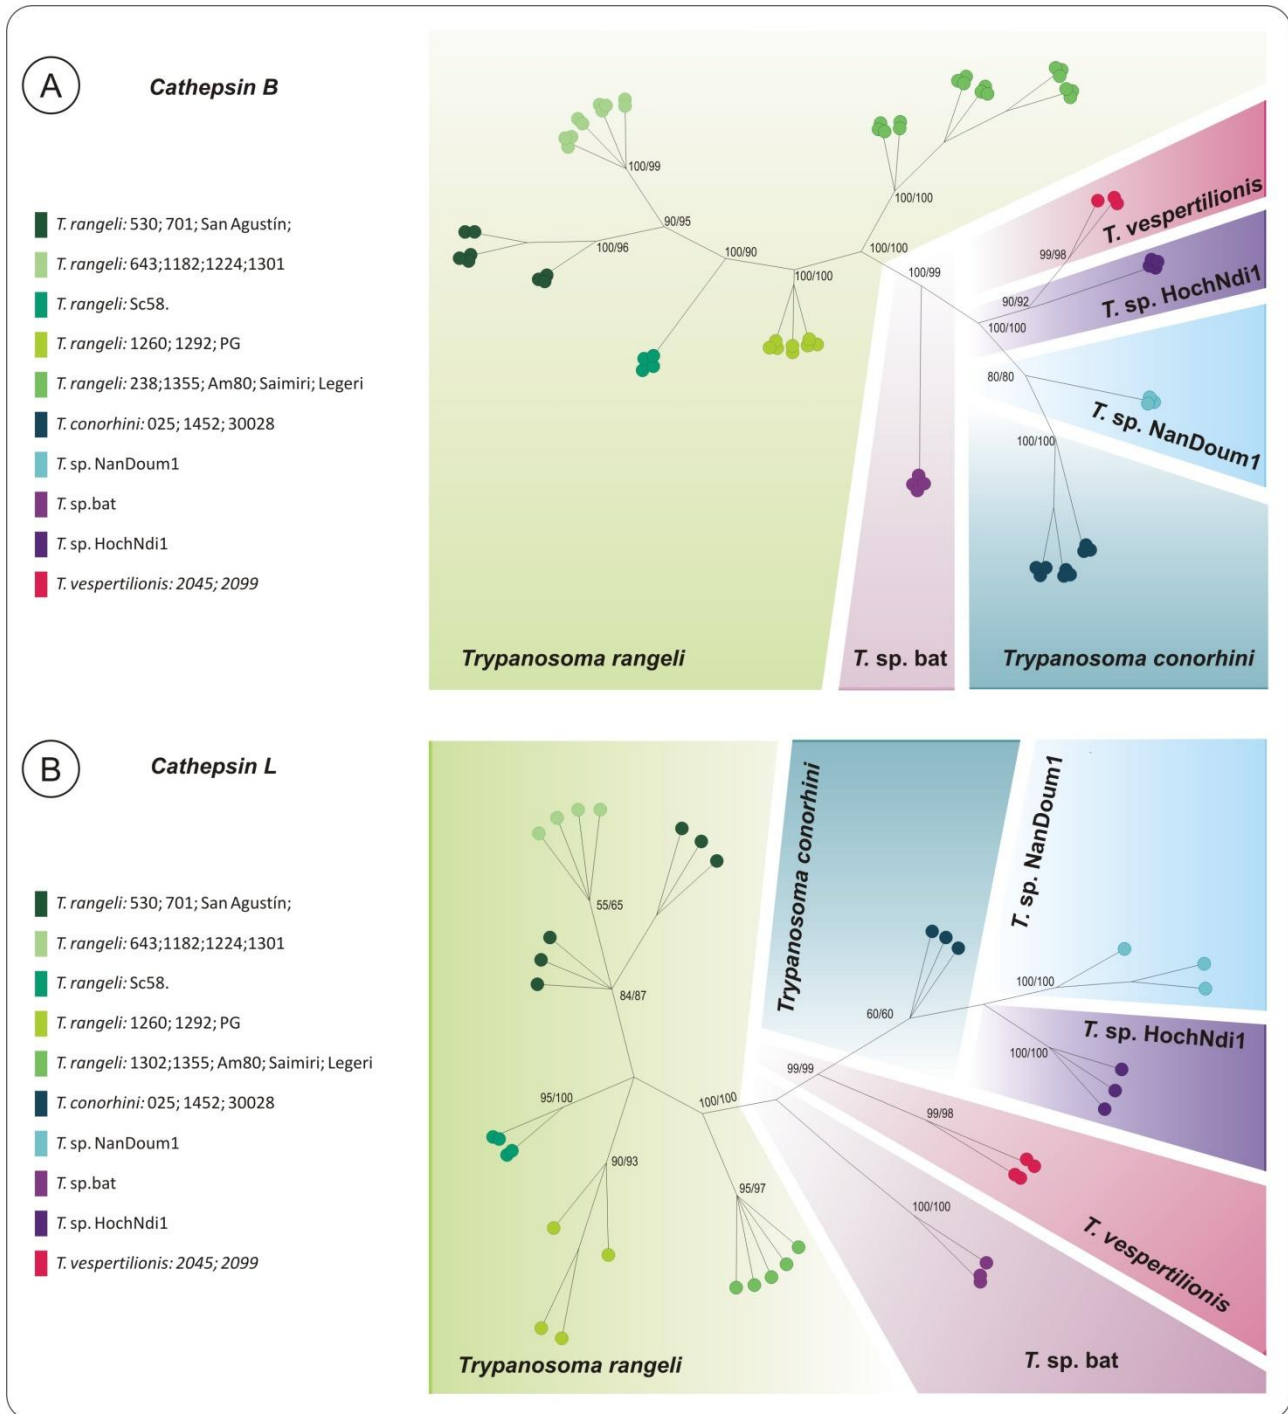 A
Cathepsin B
T. rangeli: 530; 701; San Agustín;
T. rangeli: 643;1182;1224;1301
T. rangeli: Sc58.
T. rangeli: 1260; 1292; PG
T. rangeli: 238;1355; Am80; Saimiri; Legeri
T. conorhini: 025; 1452; 30028
T. sp. NanDoum1
T. sp.bat
T. sp. HochNdi1
T. vespertilionis: 2045; 2099
100/99
90/95
100/96
100/90
100/100
100/100
100/100
100/99
99/98
90/92
100/100
80/80
100/100
T. vespertilionis
T. sp. HochNdi1
T. sp. NanDoum1
Trypanosoma rangeli
T. sp. bat
Trypanosoma conorhini
B
Cathepsin L
T. rangeli: 530; 701; San Agustín;
T. rangeli: 643;1182;1224;1301
T. rangeli: Sc58.
T. rangeli: 1260; 1292; PG
T. rangeli: 1302;1355; Am80; Saimiri; Legeri
T. conorhini: 025; 1452; 30028
T. sp. NanDoum1
T. sp.bat
T. sp. HochNdi1
T. vespertilionis: 2045; 2099
55/65
84/87
95/100
90/93
100/100
95/97
60/60
99/99
100/100
100/100
99/98
100/100
Trypanosoma conorhini
T. sp. NanDoum1
T. sp. HochNdi1
T. vespertilionis
T. sp. bat
Trypanosoma rangeli